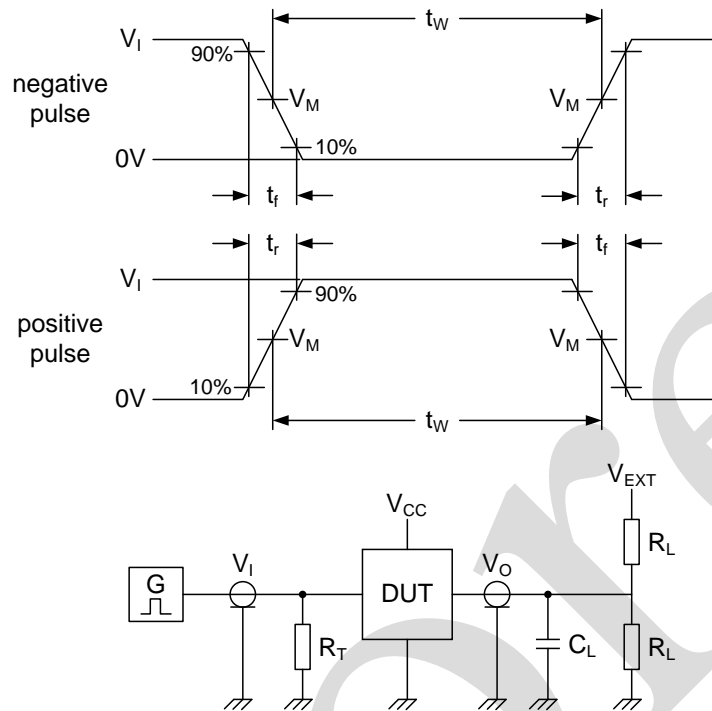 t_W
V_I
90%
negative
pulse
V_M
V_M
0V
10%
t_f
t_r
t_r
t_f
V_I
90%
positive
pulse
V_M
V_M
10%
0V
t_W
V_EXT
V_CC
R_L
V_I
V_O
G
DUT
R_T
C_L
R_L